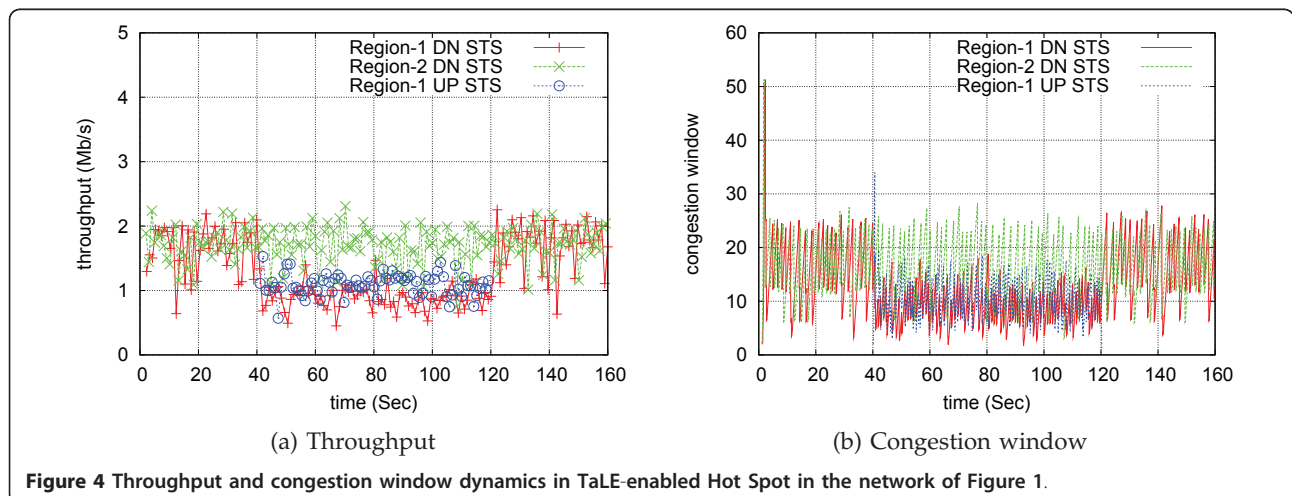 5
4
3
2
1
0
throughput (Mb/s)
Region-1 DN STS
Region-2 DN STS
Region-1 UP STS
0 20 40 60 80 100 120 140 160
time (Sec)
(a) Throughput
60
50
40
30
20
10
0
congestion window
Region-1 DN STS
Region-2 DN STS
Region-1 UP STS
0 20 40 60 80 100 120 140 160
time (Sec)
(b) Congestion window
Figure 4 Throughput and congestion window dynamics in TaLE-enabled Hot Spot in the network of Figure 1.